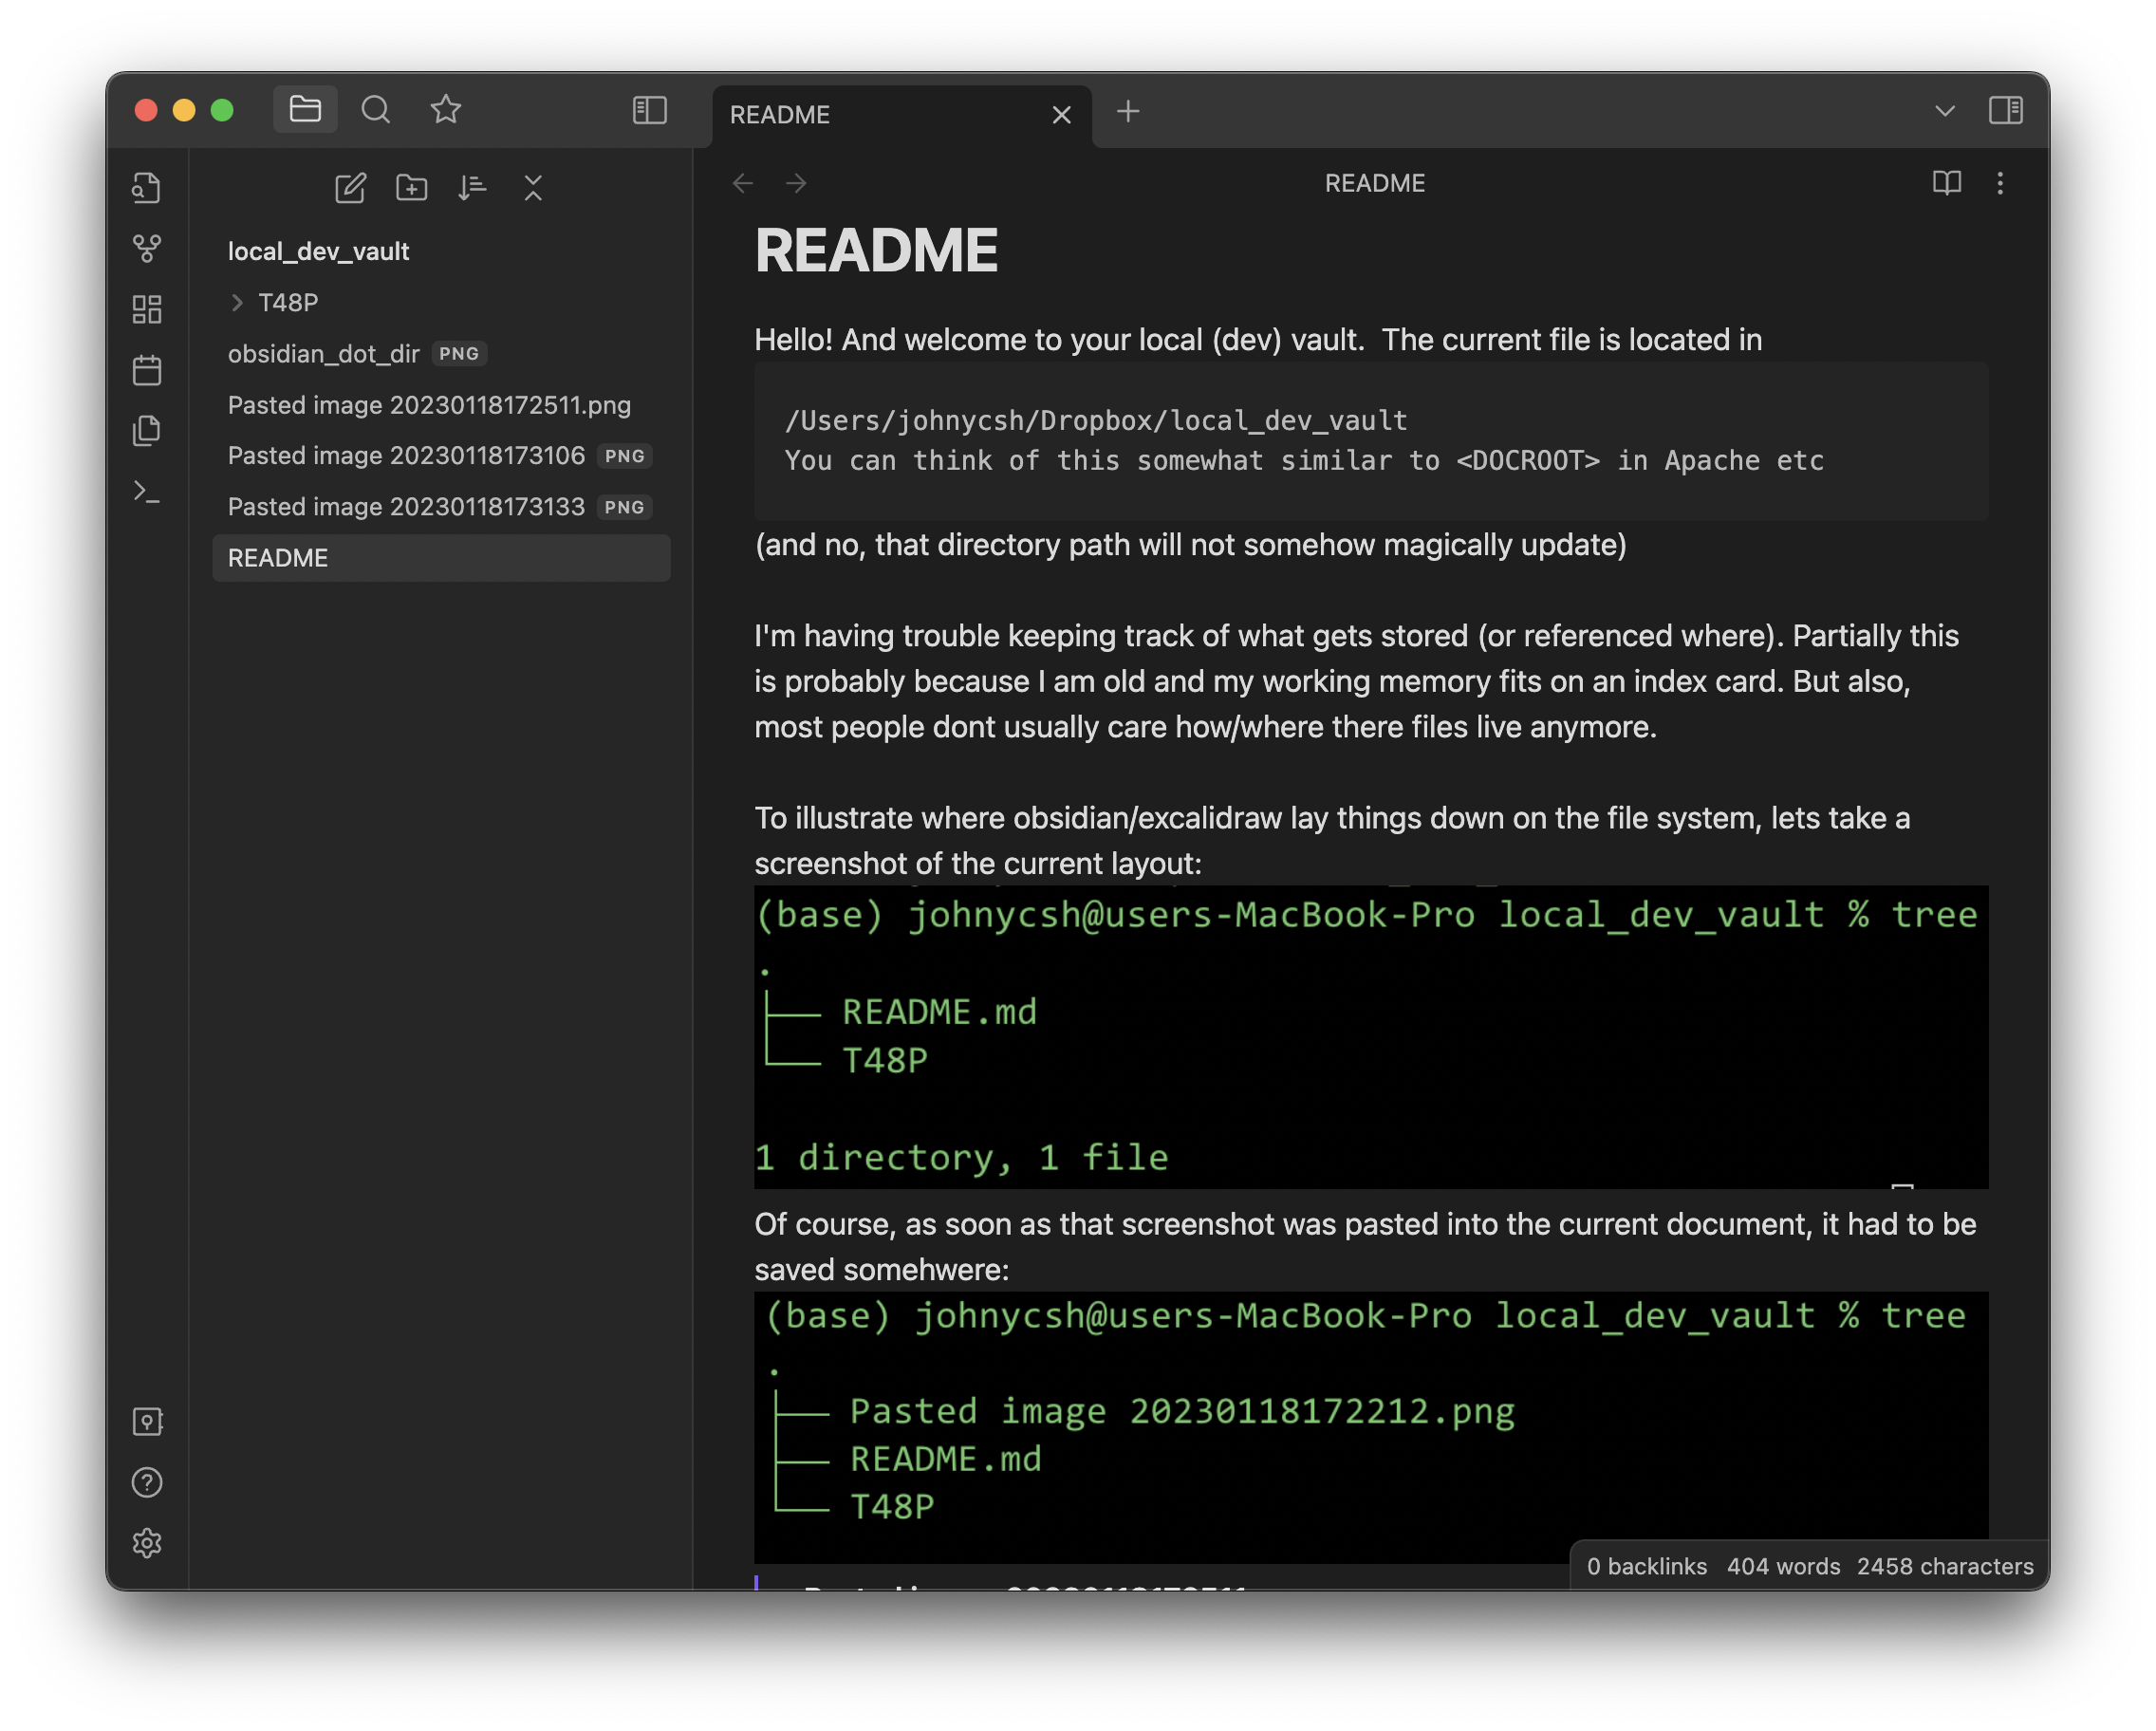 README
README
local_dev_vault
T48P
obsidian_dot_dir PNG
Pasted image 20230118172511.png
Pasted image 20230118173106 PNG
Pasted image 20230118173133 PNG
README
README
Hello! And welcome to your local (dev) vault.  The current file is located in
/Users/johnycsh/Dropbox/local_dev_vault
You can think of this somewhat similar to <DOCROOT> in Apache etc
(and no, that directory path will not somehow magically update)
I'm having trouble keeping track of what gets stored (or referenced where). Partially this
is probably because I am old and my working memory fits on an index card. But also,
most people dont usually care how/where there files live anymore.
To illustrate where obsidian/excalidraw lay things down on the file system, lets take a
screenshot of the current layout:
(base) johnycsh@users-MacBook-Pro local_dev_vault % tree
.
├── README.md
└── T48P
1 directory, 1 file
Of course, as soon as that screenshot was pasted into the current document, it had to be
saved somehwere:
(base) johnycsh@users-MacBook-Pro local_dev_vault % tree
.
├── Pasted image 20230118172212.png
├── README.md
└── T48P
0 backlinks 404 words 2458 characters